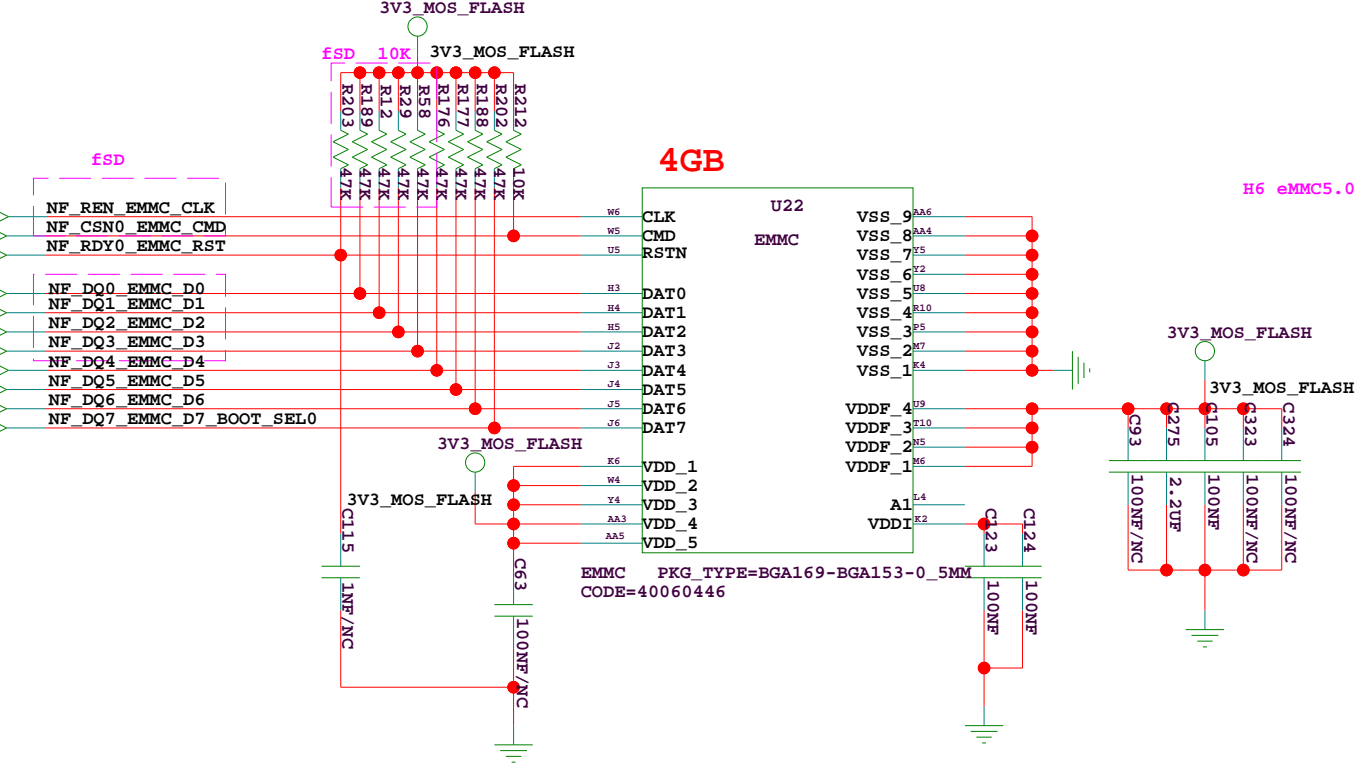 3V3_MOS_FLASH
fSD 10K 3V3_MOS_FLASH
R203
R189
R12
R29
R58
R176
R177
R188
R202
R212
47K
47K
47K
47K
47K
47K
47K
47K
47K
10K
4GB
fSD
H6 eMMC5.0
NF_REN_EMMC_CLK
NF_CSN0_EMMC_CMD
NF_RDY0_EMMC_RST
NF_DQ0_EMMC_D0
NF_DQ1_EMMC_D1
NF_DQ2_EMMC_D2
NF_DQ3_EMMC_D3
NF_DQ4_EMMC_D4
NF_DQ5_EMMC_D5
NF_DQ6_EMMC_D6
NF_DQ7_EMMC_D7_BOOT_SEL0
U22
EMMC
W6 CLK
W5 CMD
U5 RSTN
H3 DAT0
H4 DAT1
H5 DAT2
J2 DAT3
J3 DAT4
J4 DAT5
J5 DAT6
J6 DAT7
K6 VDD_1
W4 VDD_2
Y4 VDD_3
AA3 VDD_4
AA5 VDD_5
VSS_9 AA6
VSS_8 AA4
VSS_7 Y5
VSS_6 Y2
VSS_5 U8
VSS_4 R10
VSS_3 P5
VSS_2 M7
VSS_1 K4
VDDF_4 U9
VDDF_3 T10
VDDF_2 N5
VDDF_1 M6
A1 L4
VDDI K2
3V3_MOS_FLASH
3V3_MOS_FLASH
3V3_MOS_FLASH
3V3_MOS_FLASH
C93
C275
C105
C323
C324
100NF/NC
2.2UF
100NF
100NF/NC
100NF/NC
C123
C124
100NF
100NF
C115
1NF/NC
C63
100NF/NC
EMMC PKG_TYPE=BGA169-BGA153-0_5MM
CODE=40060446